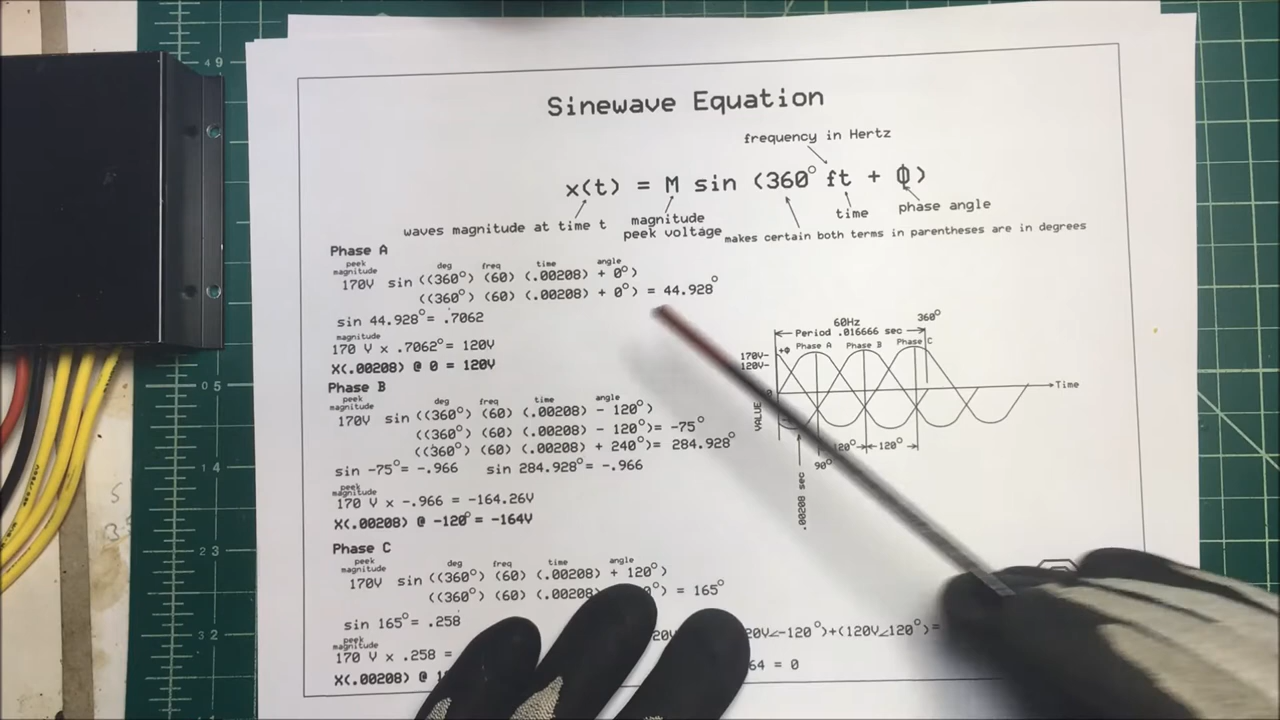 Sinewave Equation
frequency in Hertz
x(t) = M sin (360° ft + Φ)
waves magnitude at time t
magnitude
peek voltage
makes certain both terms in parentheses are in degrees
time
phase angle
Phase A
peek
magnitude
deg freq time angle
170V sin ((360°) (60) (.00208) + 0°)
((360°) (60) (.00208) + 0°) = 44.928°
sin 44.928°= .7062
magnitude
170 V x .7062°= 120V
X(.00208) @ 0 = 120V
Phase B
peek
magnitude
deg freq time angle
170V sin ((360°) (60) (.00208) - 120°)
((360°) (60) (.00208) - 120°)= -75°
((360°) (60) (.00208) + 240°)= 284.928°
sin -75°= -.966 sin 284.928°= -.966
peek
magnitude
170 V x -.966 = -164.26V
X(.00208) @ -120°= -164V
Phase C
peek
magnitude
deg freq time angle
170V sin ((360°) (60) (.00208) + 120°)
((360°) (60) (.00208 °) = 165°
sin 165°= .258
peek
magnitude
170 V x .258 =
X(.00208) @
60Hz
360°
Period .016666 sec
170V-
120V-
+Φ
Phase A
Phase B
Phase C
0
Time
VALUE
120°
120°
90°
.00208 sec
20V∠-120°)+(120V∠120°)=
64 = 0
49
05
14
23
32